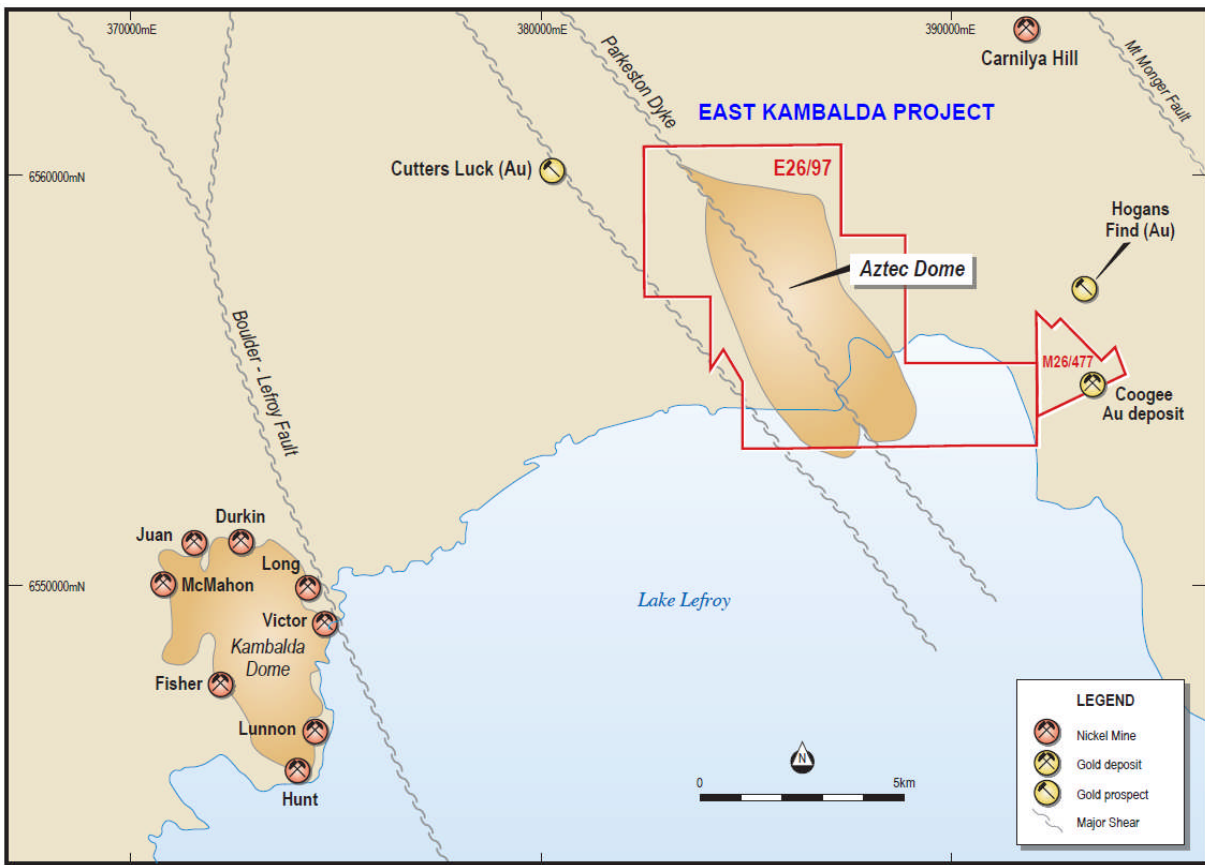 370000mE
380000mE
390000mE
Carnilya Hill
Mt Monger Fault
Parkeston Dyke
EAST KAMBALDA PROJECT
E26/97
6560000mN
Cutters Luck (Au)
Hogans
Find (Au)
Aztec Dome
M26/477
Coogee
Au deposit
Boulder - Lefroy Fault
Durkin
Juan
Long
McMahon
6550000mN
Lake Lefroy
Victor
Kambalda
Dome
Fisher
Lunnon
Hunt
N
0
5km
LEGEND
Nickel Mine
Gold deposit
Gold prospect
Major Shear